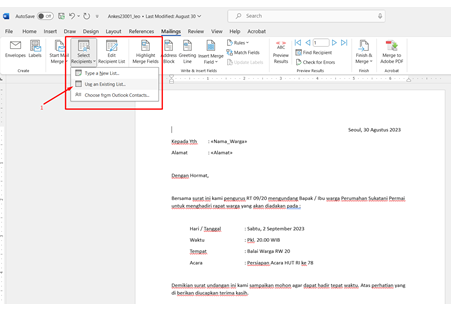 AutoSave Off Ankes23X01_leo • Last Modified: August 30 Search
File Home Insert Draw Design Layout References Mailings Review View Help Acrobat
Envelopes Labels Start Mail Merge Select Recipients Edit Recipient List Highlight Merge Fields Address Block Greeting Line Insert Merge Field Rules Match Fields Update Labels Preview Results 1 Find Recipient Check for Errors Finish & Merge Merge to Adobe PDF
Create Write & Insert Fields Preview Results Finish Acrobat
Type a New List...
Use an Existing List...
Choose from Outlook Contacts...
1
Seoul, 30 Agustus 2023
Kepada Yth : «Nama_Warga»
Alamat : «Alamat»
Dengan Hormat,
Bersama surat ini kami pengurus RT 09/20 mengundang Bapak / Ibu warga Perumahan Sukatani Permai
untuk menghadiri rapat warga yang akan diadakan pada :
Hari / Tanggal : Sabtu, 2 September 2023
Waktu : Pkl. 20.00 WIB
Tempat : Balai Warga RW 20
Acara : Persiapan Acara HUT RI ke 78
Demikian surat undangan ini kami sampaikan mohon agar dapat hadir tepat waktu. Atas perhatian yang
di berikan diucapkan terima kasih.